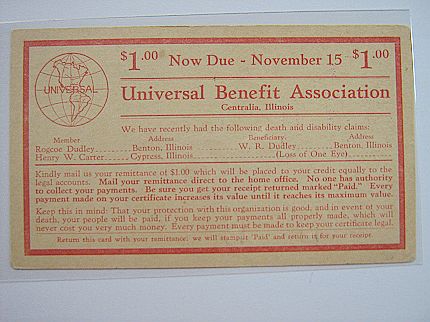 $1.00 Now Due - November 15 $1.00
UNIVERSAL
Universal Benefit Association
Centralia, Illinois
We have recently had the following death and disability claims:
Member Address Beneficiary. Address
Rogcoe Dudley Benton, Illinois W. R. Dudley Benton, Illinois
Henry W. Carter Cypress, Illinois (Loss of One Eye)
Kindly mail us your remittance of $1.00 which will be placed to your credit equally to the
legal accounts. Mail your remittance direct to the home office. No one has authority
to collect your payments. Be sure you get your receipt returned marked "Paid." Every
payment made on your certificate increases its value until it reaches its maximum value.
Keep this in mind: That your protection with this organization is good, and in event of your
death, your people will be paid, if you keep your payments all properly made, which will
never cost you very much money. Every payment must be made to keep your certificate legal.
Return this card with your remittance, we will stampt 'Paid' and return it for your receipt.